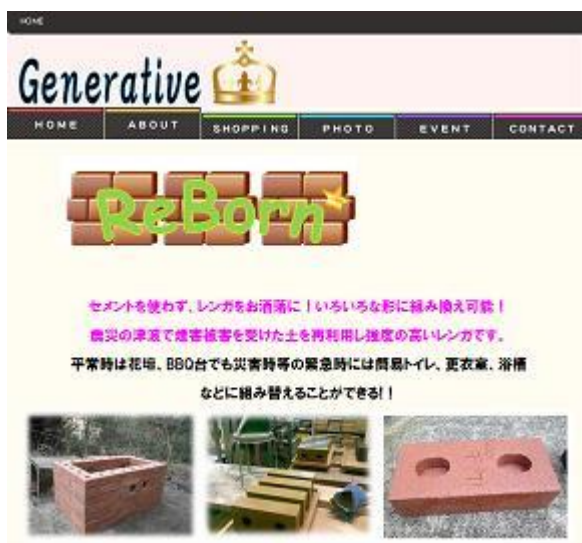 HOME
Generative
HOME ABOUT SHOPPING PHOTO EVENT CONTACT
ReBorn
セメントを使わず、レンガをお洒落に！いろいろな形に組み換え可能！
震災の津波で塩害被害を受けた土を再利用し強度の高いレンガです。
平常時は花壇、BBQ台でも災害時等の緊急時には簡易トイレ、更衣室、浴槽
などに組み替えることができる!!